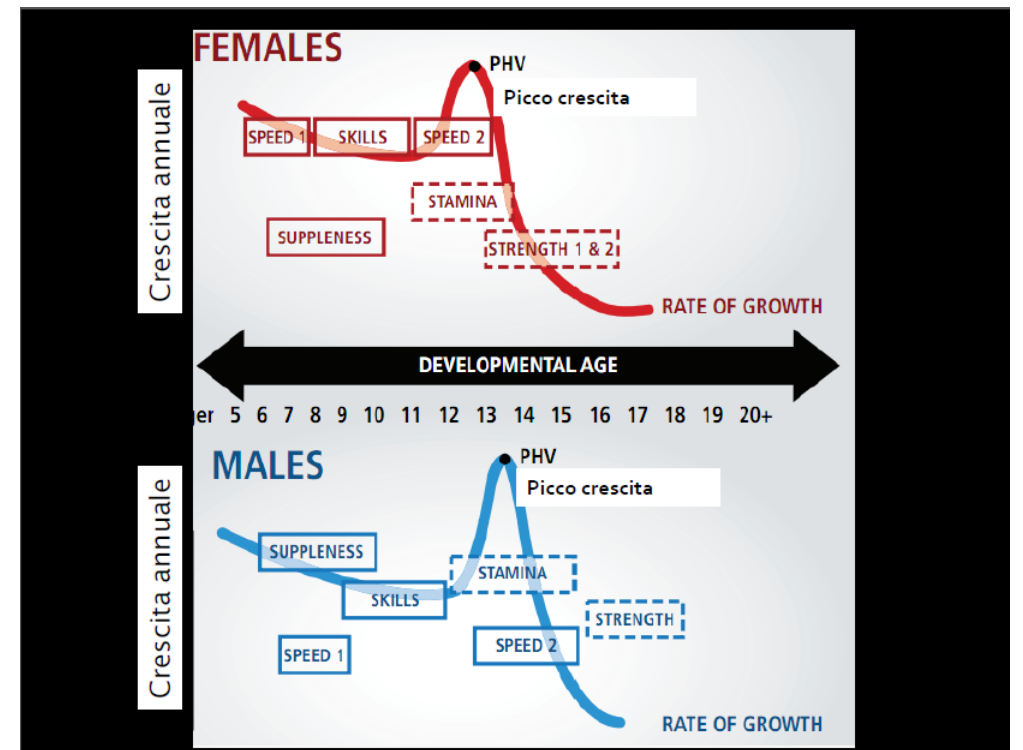 FEMALES
PHV
Picco crescita
Crescita annuale
SPEED 1
SKILLS
SPEED 2
STAMINA
SUPPLENESS
STRENGTH 1 & 2
RATE OF GROWTH
DEVELOPMENTAL AGE
5 6 7 8 9 10 11 12 13 14 15 16 17 18 19 20+
MALES
PHV
Picco crescita
Crescita annuale
SUPPLENESS
STAMINA
SKILLS
STRENGTH
SPEED 1
SPEED 2
RATE OF GROWTH